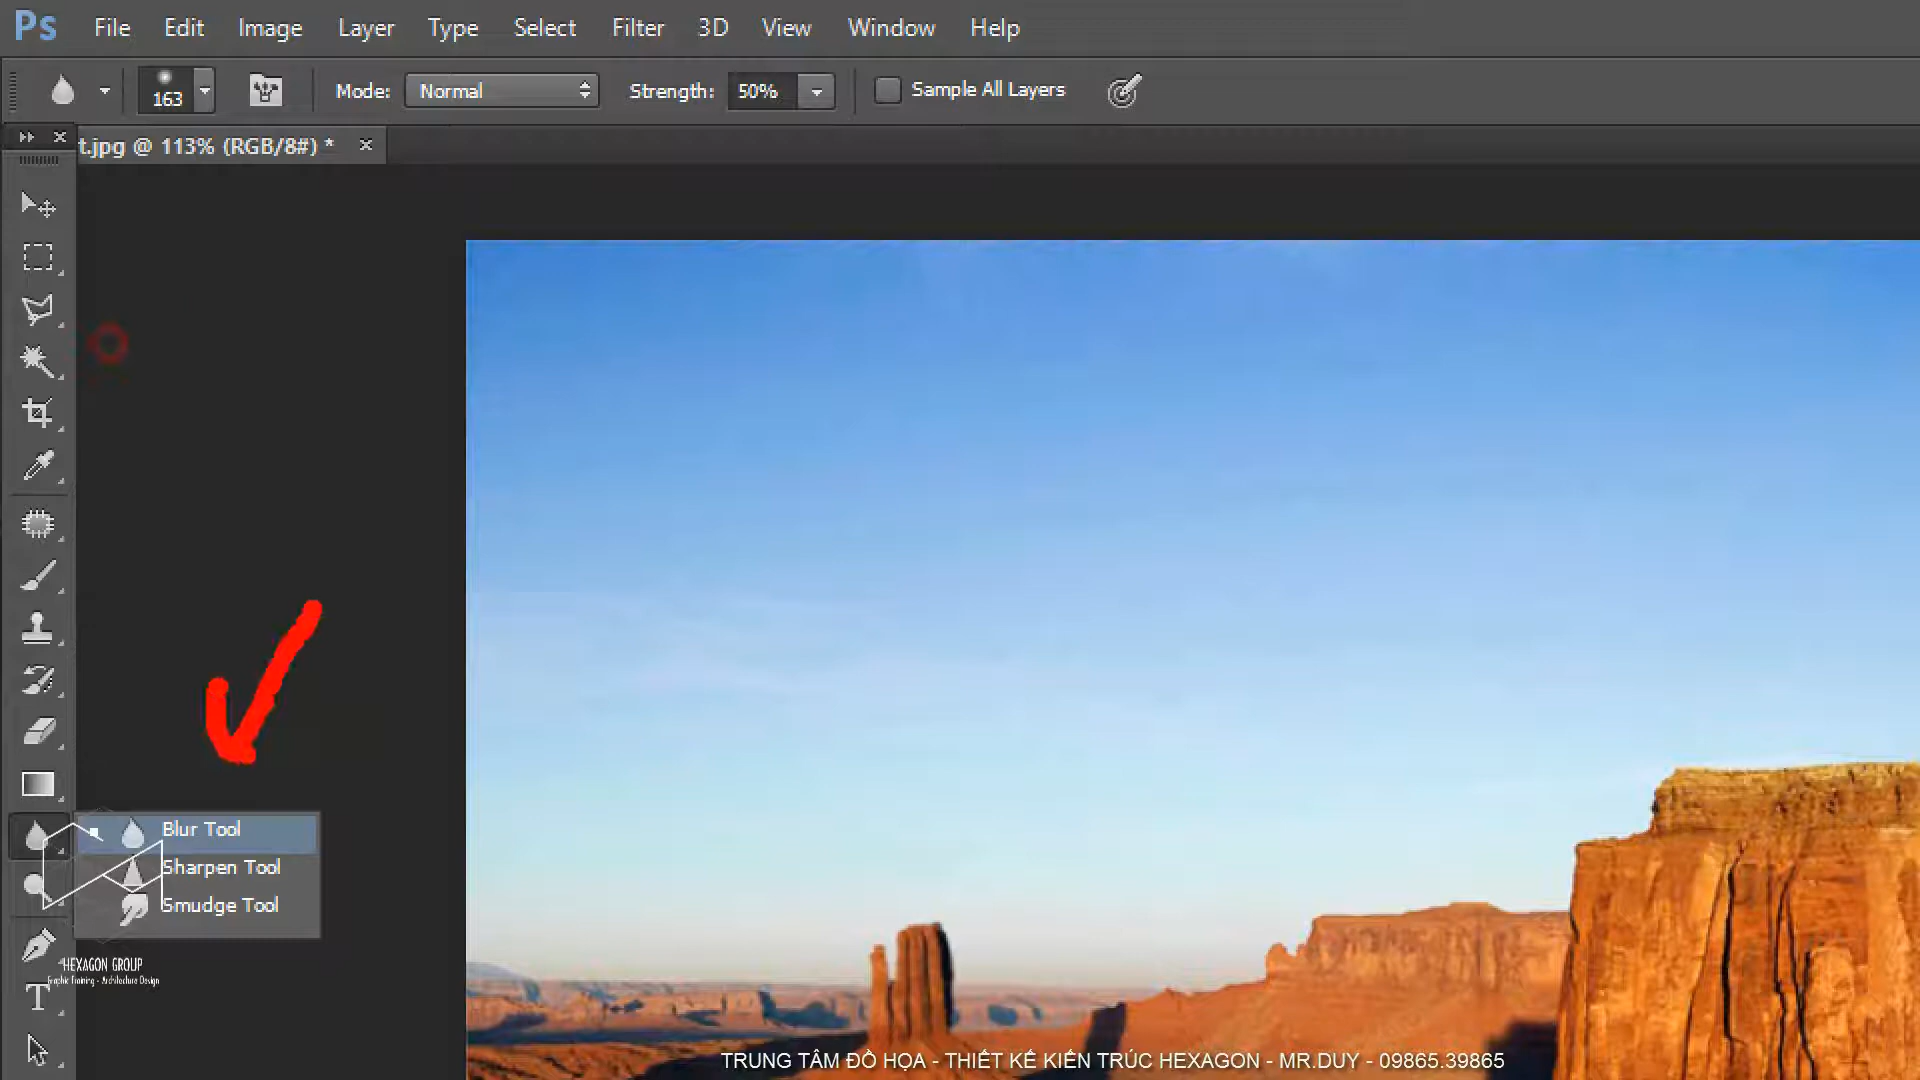 Ps File Edit Image Layer Type Select Filter 3D View Window Help
163 Mode: Normal Strength: 50% Sample All Layers
t.jpg @ 113% (RGB/8#) * ×
Blur Tool
Sharpen Tool
Smudge Tool
HEXAGON GROUP
Graphic Training - Architecture Design
T
TRUNG TÂM ĐỒ HỌA - THIẾT KẾ KIẾN TRÚC HEXAGON - MR.DUY - 09865.39865